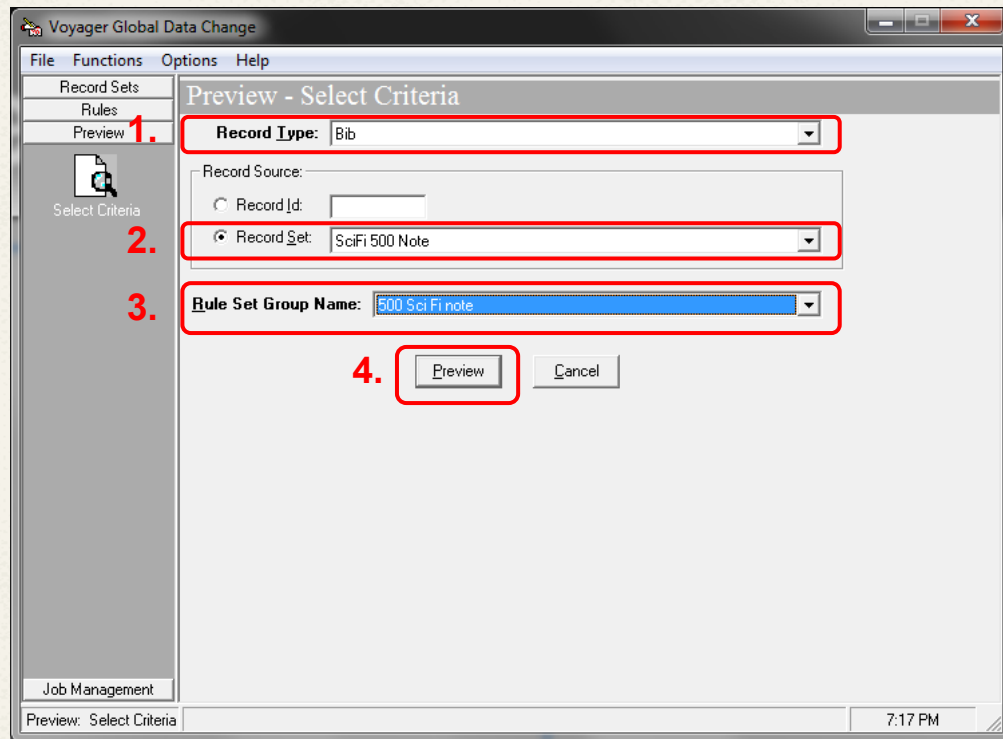 Voyager Global Data Change
File Functions Options Help
Record Sets
Rules
Preview
Select Criteria
Preview - Select Criteria
1. Record Type: Bib
Record Source:
Record Id:
2. Record Set: SciFi 500 Note
3. Rule Set Group Name: 500 Sci Fi note
4. Preview Cancel
Job Management
Preview: Select Criteria 7:17 PM